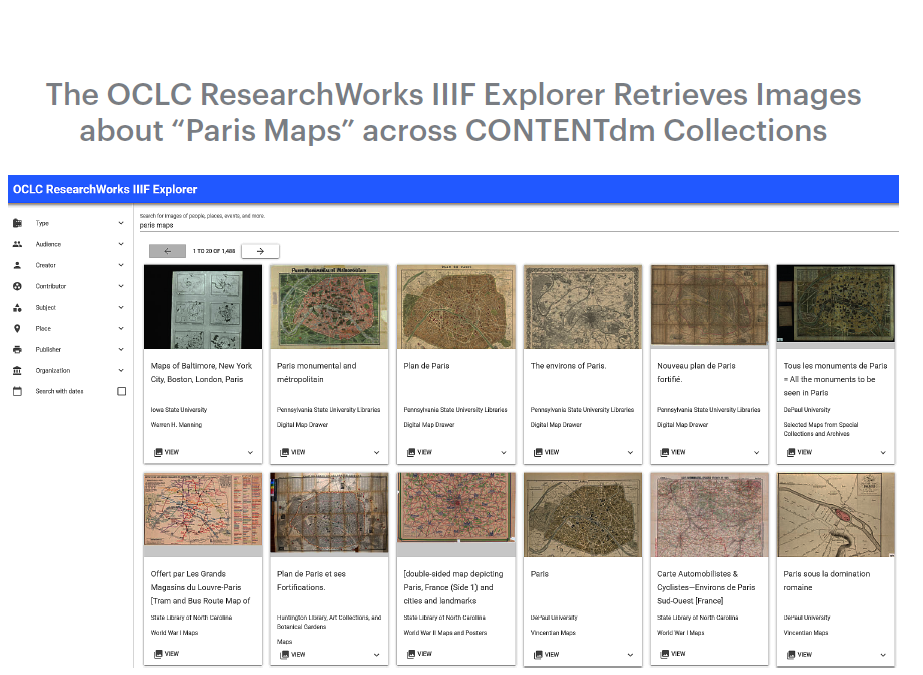 The OCLC ResearchWorks IIIF Explorer Retrieves Images
about “Paris Maps” across CONTENTdm Collections
OCLC ResearchWorks IIIF Explorer
Type
Audience
Creator
Contributor
Subject
Place
Publisher
Organization
Search with dates
Search for images of people, places, events, and more.
paris maps
1 TO 20 OF 1,486
Maps of Baltimore, New York
City, Boston, London, Paris
Iowa State University
Warren H. Manning
VIEW
Paris monumental and
métropolitain
Pennsylvania State University Libraries
Digital Map Drawer
VIEW
Plan de Paris
Pennsylvania State University Libraries
Digital Map Drawer
VIEW
The environs of Paris.
Pennsylvania State University Libraries
Digital Map Drawer
VIEW
Nouveau plan de Paris
fortifié.
Pennsylvania State University Libraries
Digital Map Drawer
VIEW
Tous les monuments de Paris
= All the monuments to be
seen in Paris
DePaul University
Selected Maps from Special
Collections and Archives
VIEW
Offert par Les Grands
Magasins du Louvre-Paris
[Tram and Bus Route Map of
State Library of North Carolina
World War I Maps
VIEW
Plan de Paris et ses
Fortifications.
Huntington Library, Art Collections, and
Botanical Gardens
Maps
VIEW
[double-sided map depicting
Paris, France (Side 1)] and
cities and landmarks
State Library of North Carolina
World War II Maps and Posters
VIEW
Paris
DePaul University
Vincentian Maps
VIEW
Carte Automobilistes &
Cyclistes—Environs de Paris
Sud-Ouest [France]
State Library of North Carolina
World War I Maps
VIEW
Paris sous la domination
romaine
DePaul University
Vincentian Maps
VIEW